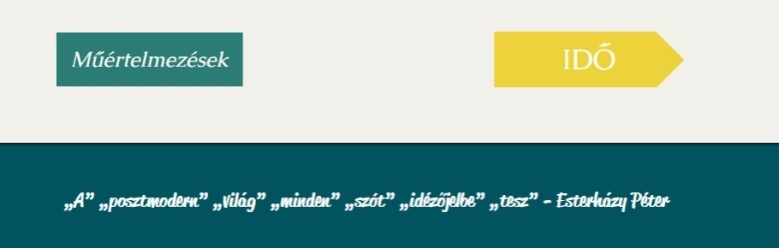 Műértelmezések
IDŐ
„A” „posztmodern” „világ” „minden” „szót” „idézőjelbe” „tesz” - Esterházy Péter